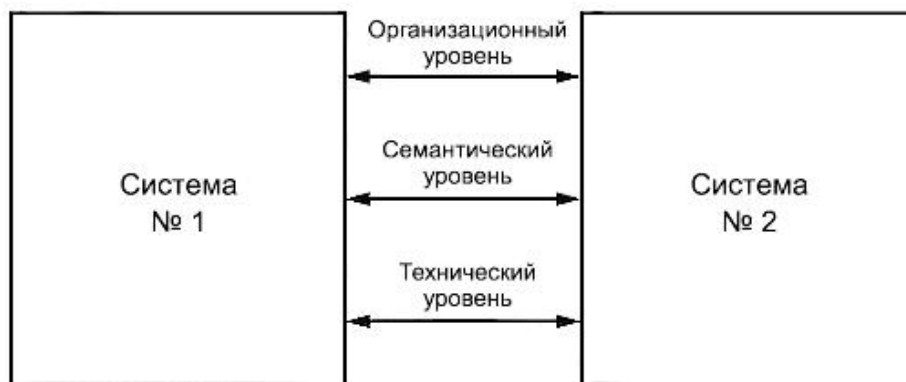 Организационный
уровень
Семантический
уровень
Система
№ 1
Система
№ 2
Технический
уровень